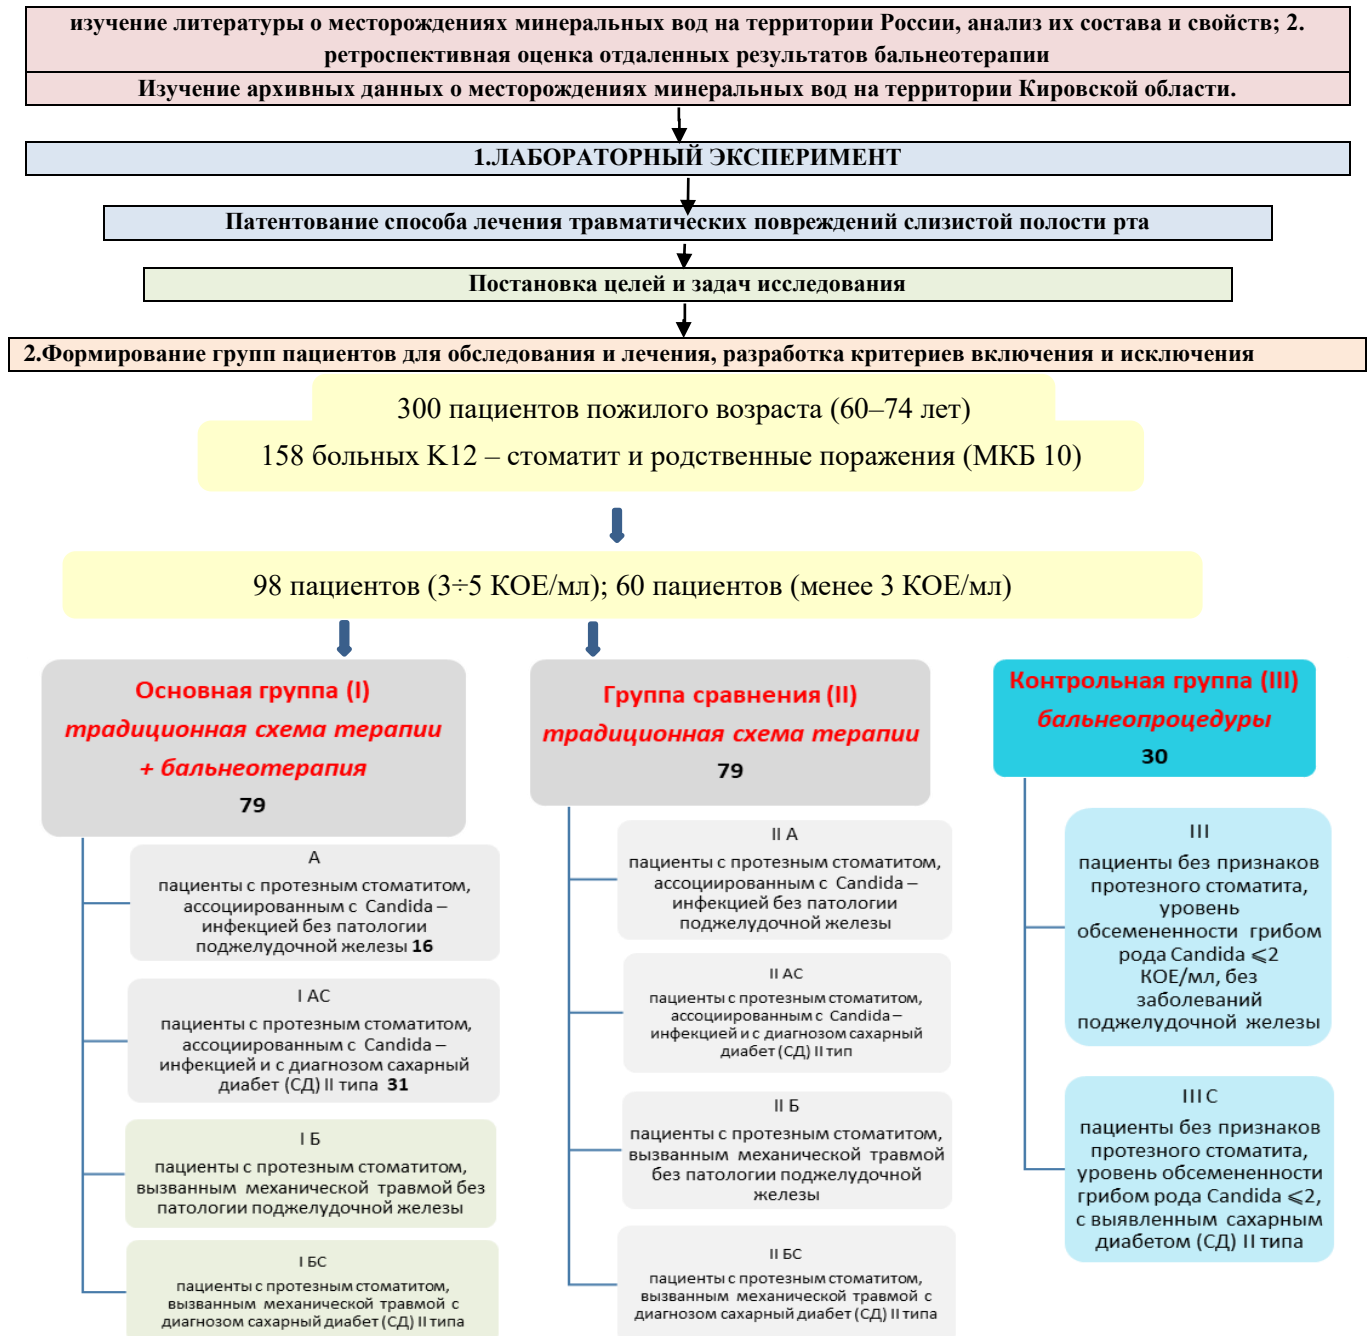 изучение литературы о месторождениях минеральных вод на территории России, анализ их состава и свойств; 2.
ретроспективная оценка отдаленных результатов бальнеотерапии
Изучение архивных данных о месторождениях минеральных вод на территории Кировской области.
1.ЛАБОРАТОРНЫЙ ЭКСПЕРИМЕНТ
Патентование способа лечения травматических повреждений слизистой полости рта
Постановка целей и задач исследования
2.Формирование групп пациентов для обследования и лечения, разработка критериев включения и исключения
300 пациентов пожилого возраста (60–74 лет)
158 больных K12 – стоматит и родственные поражения (МКБ 10)
98 пациентов (3÷5 КОЕ/мл); 60 пациентов (менее 3 КОЕ/мл)
Основная группа (I)
традиционная схема терапии
+ бальнеотерапия
79
А
пациенты с протезным стоматитом,
ассоциированным с Candida –
инфекцией без патологии
поджелудочной железы 16
I АС
пациенты с протезным стоматитом,
ассоциированным с Candida –
инфекцией и с диагнозом сахарный
диабет (СД) II типа 31
I Б
пациенты с протезным стоматитом,
вызванным механической травмой без
патологии поджелудочной железы
I БС
пациенты с протезным стоматитом,
вызванным механической травмой с
диагнозом сахарный диабет (СД) II типа
Группа сравнения (II)
традиционная схема терапии
79
II А
пациенты с протезным стоматитом,
ассоциированным с Candida –
инфекцией без патологии
поджелудочной железы
II АС
пациенты с протезным стоматитом,
ассоциированным с Candida –
инфекцией и с диагнозом сахарный
диабет (СД) II тип
II Б
пациенты с протезным стоматитом,
вызванным механической травмой
без патологии поджелудочной
железы
II БС
пациенты с протезным стоматитом,
вызванным механической травмой с
диагнозом сахарный диабет (СД) II типа
Контрольная группа (III)
бальнеопроцедуры
30
III
пациенты без признаков
протезного стоматита,
уровень
обсемененности грибом
рода Candida ⩽2
КОЕ/мл, без
заболеваний
поджелудочной железы
III С
пациенты без признаков
протезного стоматита,
уровень обсемененности
грибом рода Candida ⩽2,
с выявленным сахарным
диабетом (СД) II типа